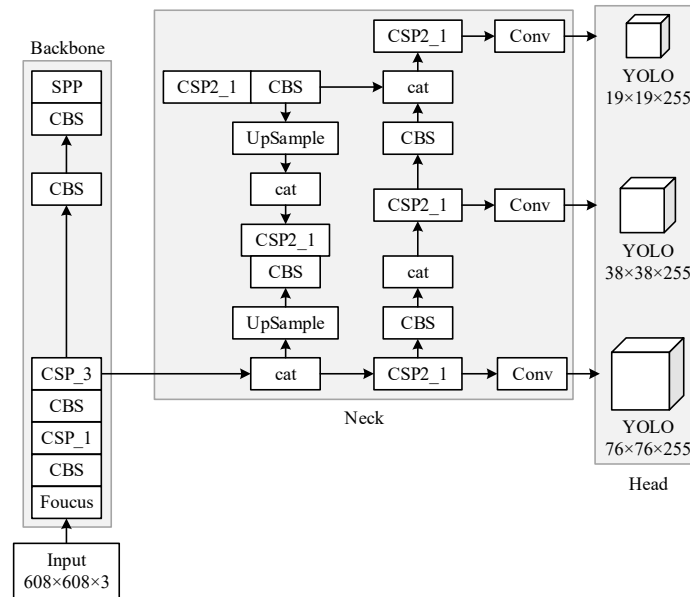 Backbone
SPP
CBS
CBS
CSP_3
CBS
CSP_1
CBS
Foucus
Input
608×608×3
CSP2_1
CBS
UpSample
cat
CSP2_1
CBS
UpSample
cat
CSP2_1
Conv
cat
CBS
CSP2_1
Conv
cat
CBS
CSP2_1
Conv
Neck
YOLO
19×19×255
YOLO
38×38×255
YOLO
76×76×255
Head